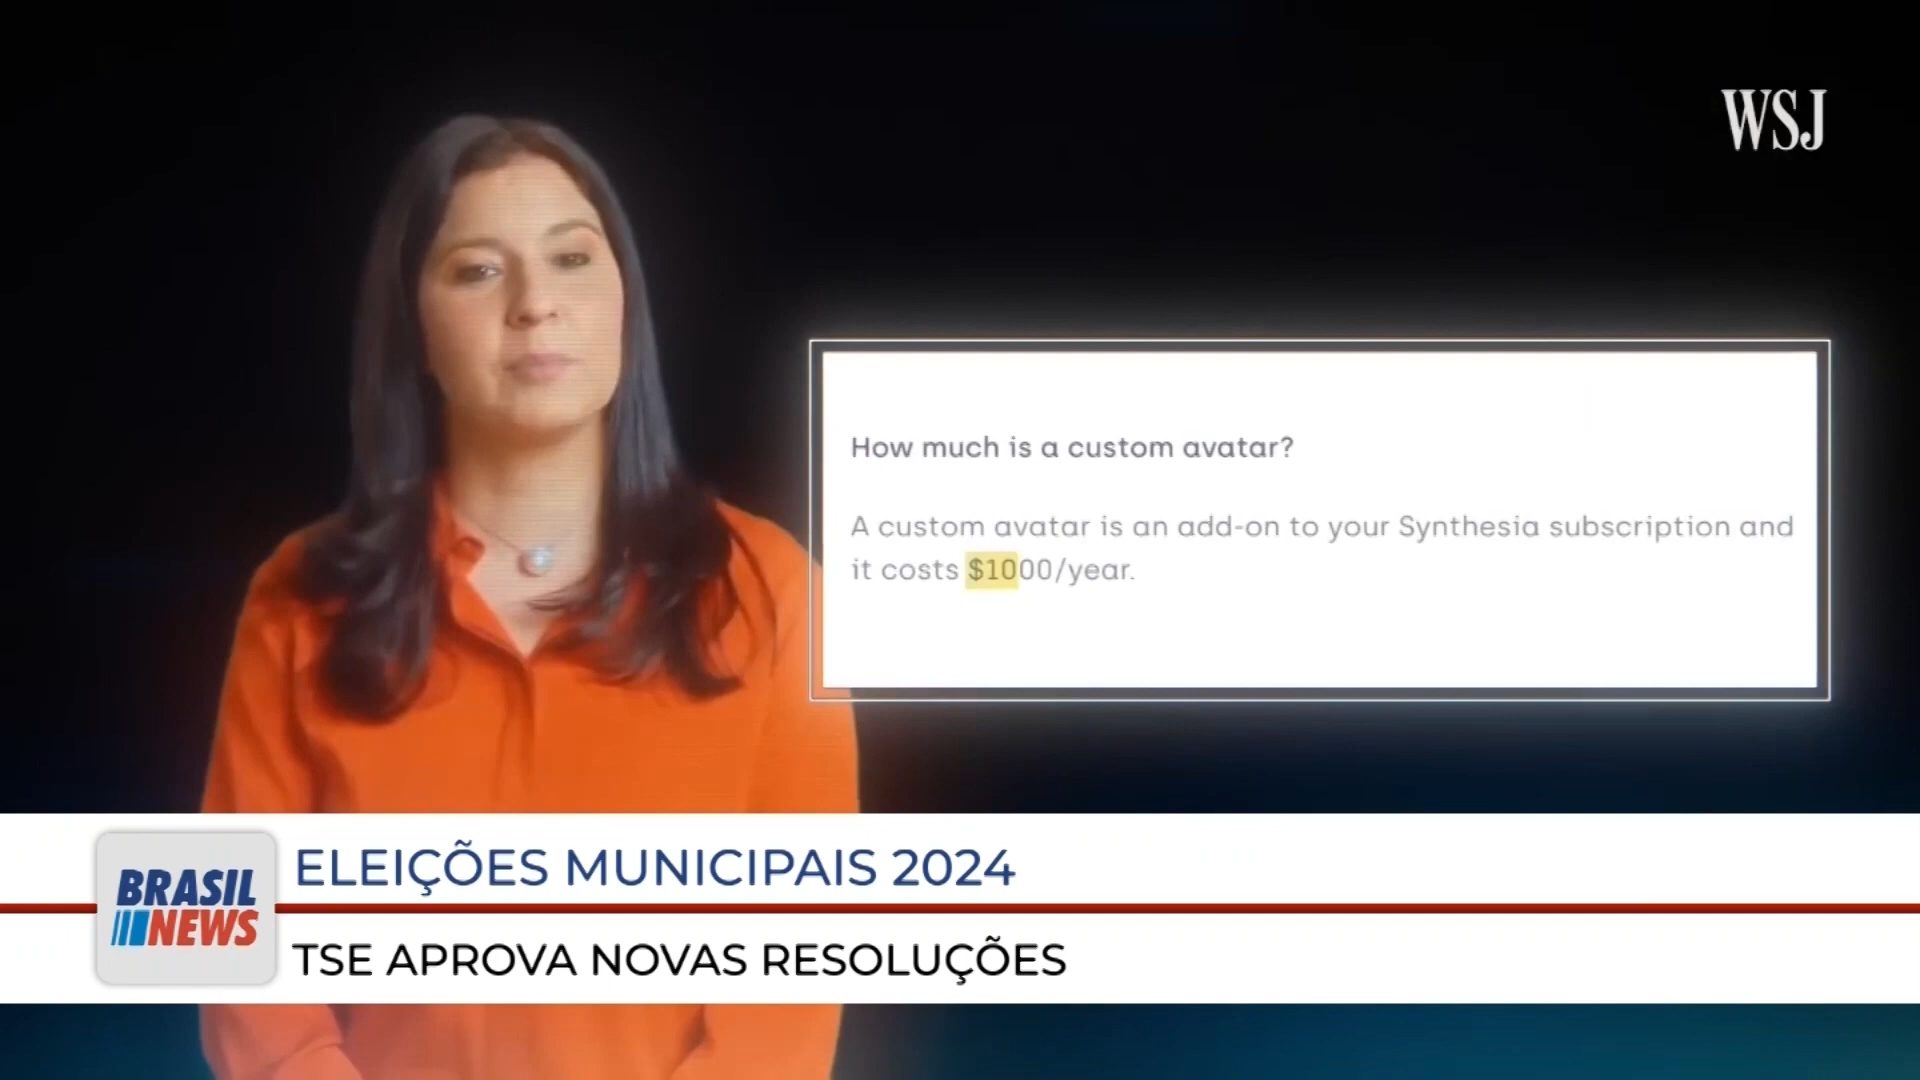 WSJ
How much is a custom avatar?
A custom avatar is an add-on to your Synthesia subscription and
it costs $1000/year.
ELEIÇÕES MUNICIPAIS 2024
BRASIL
NEWS
TSE APROVA NOVAS RESOLUÇÕES